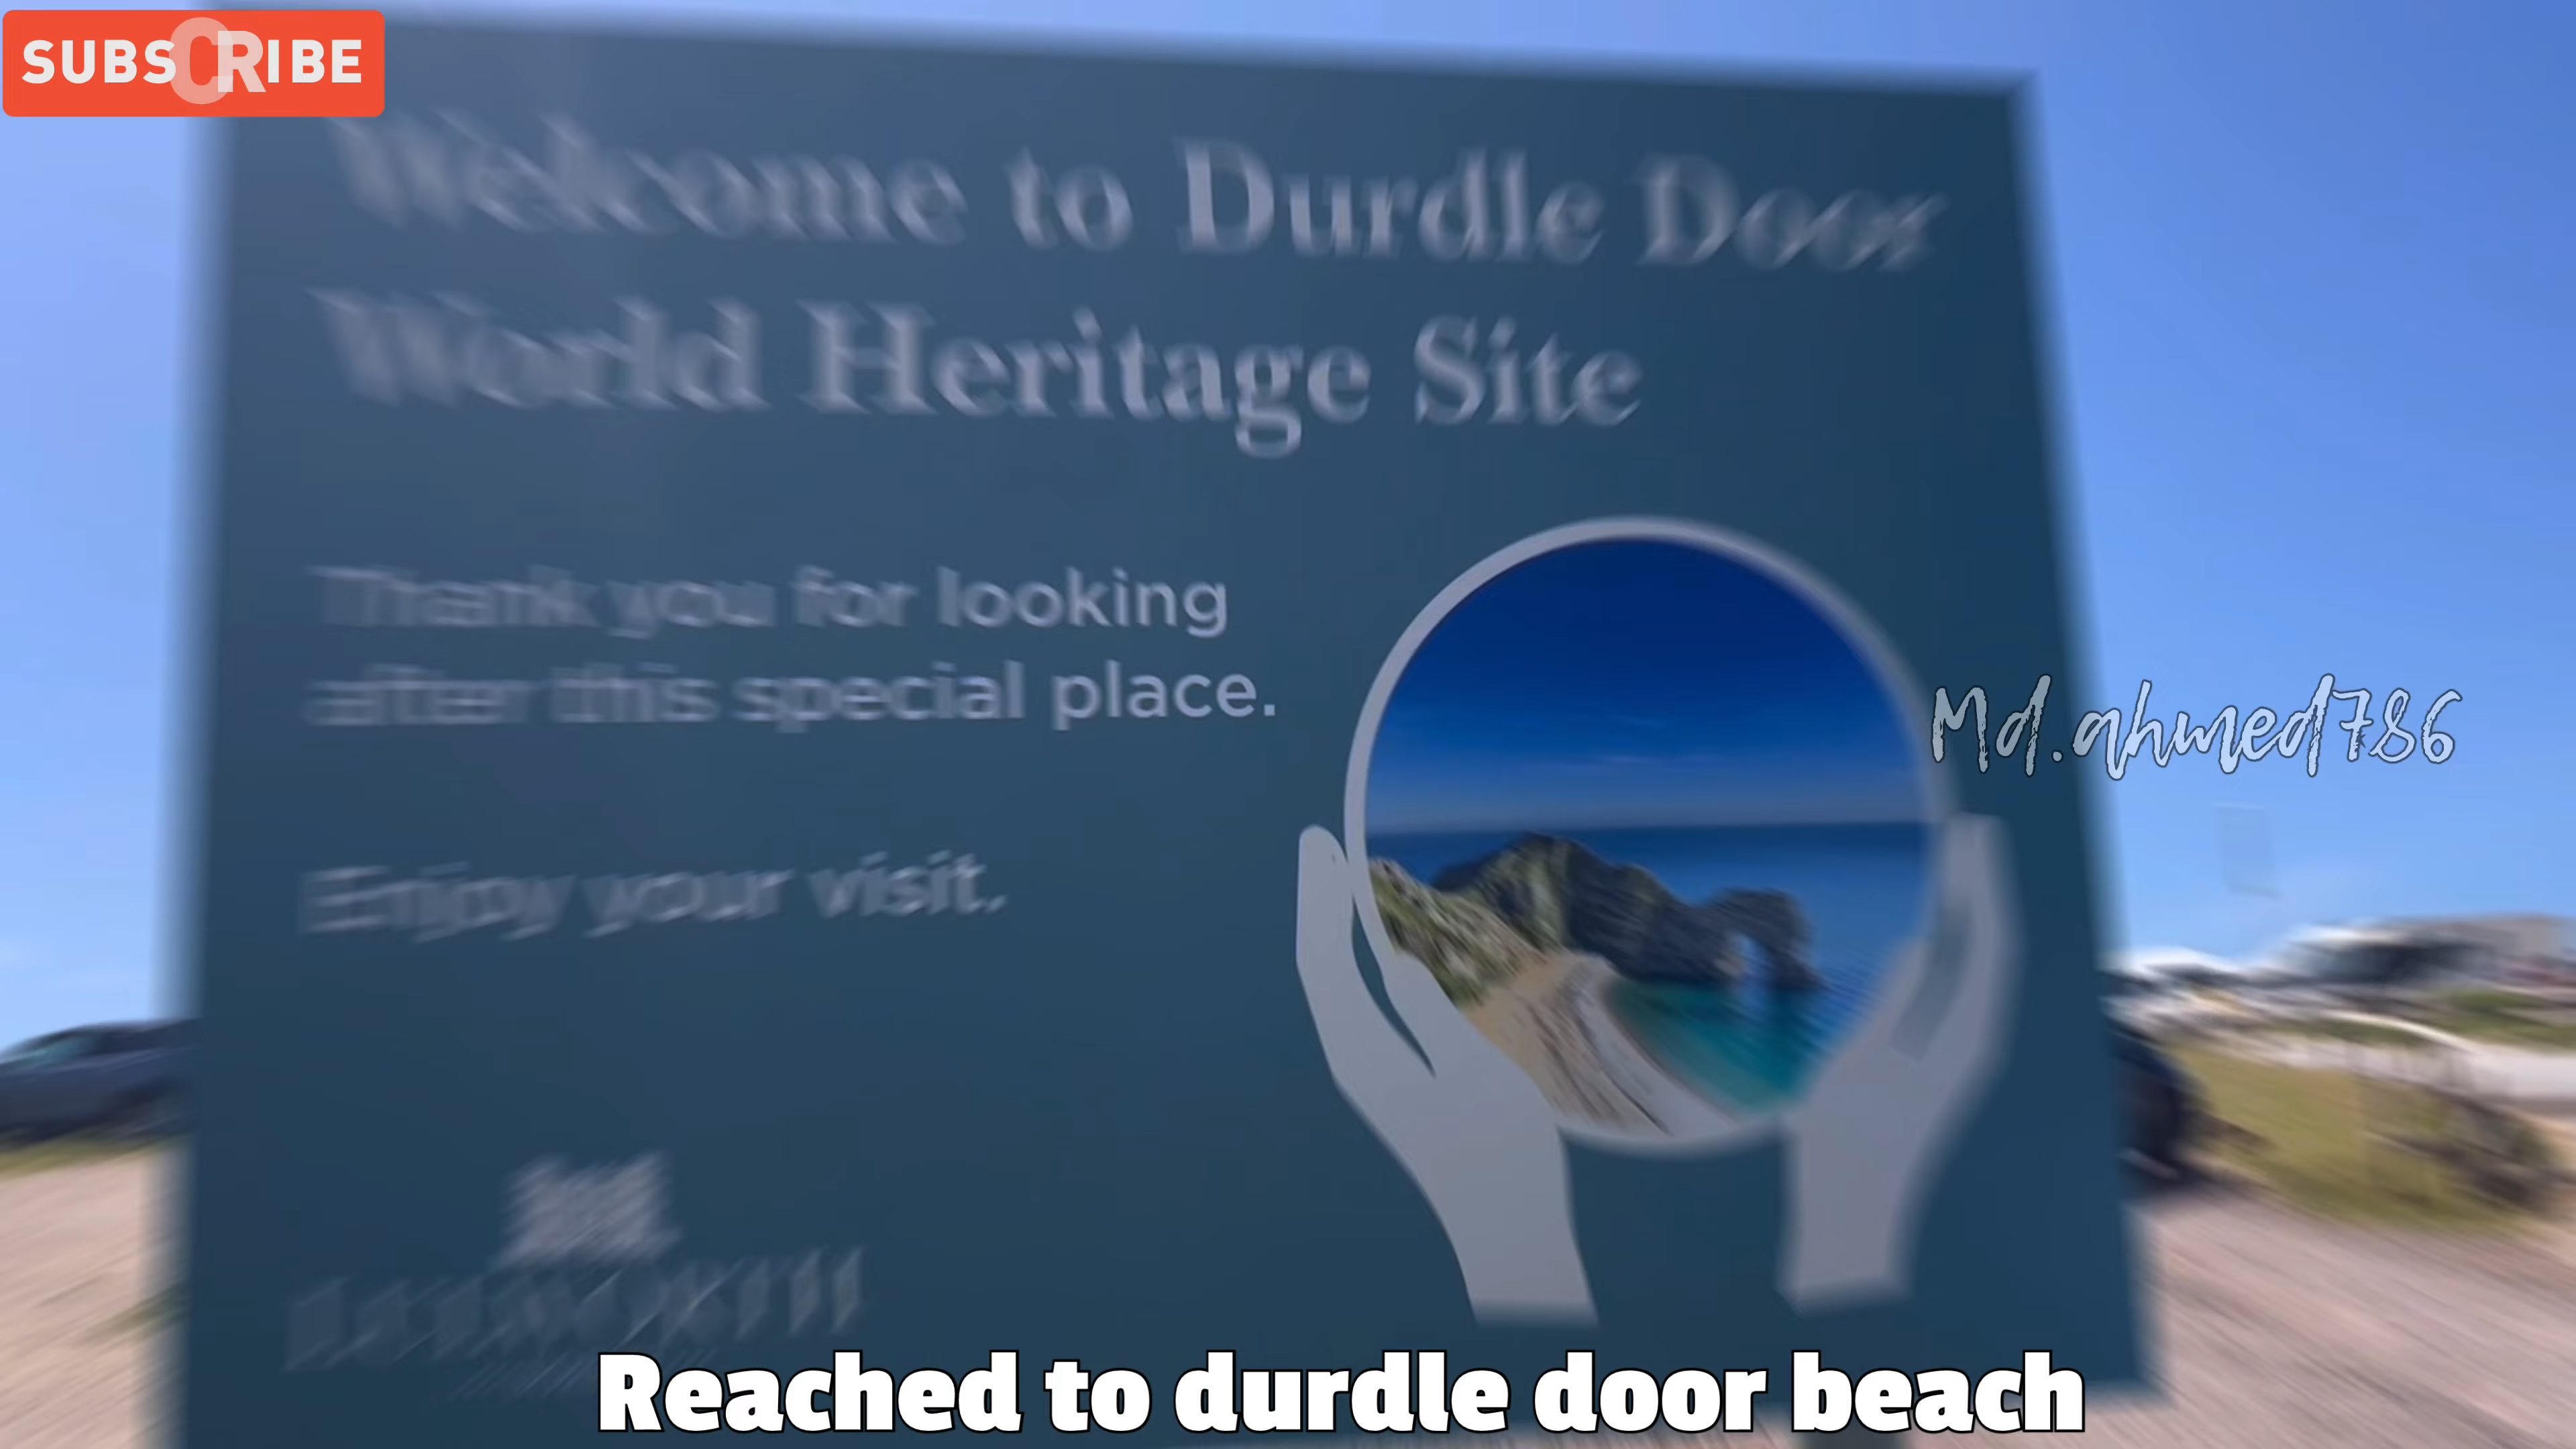 SUBSCRIBE
Welcome to Durdle Door
World Heritage Site
Thank you for looking
after this special place.
Md.ahmed786
Enjoy your visit.
LULWORTH
Reached to durdle door beach